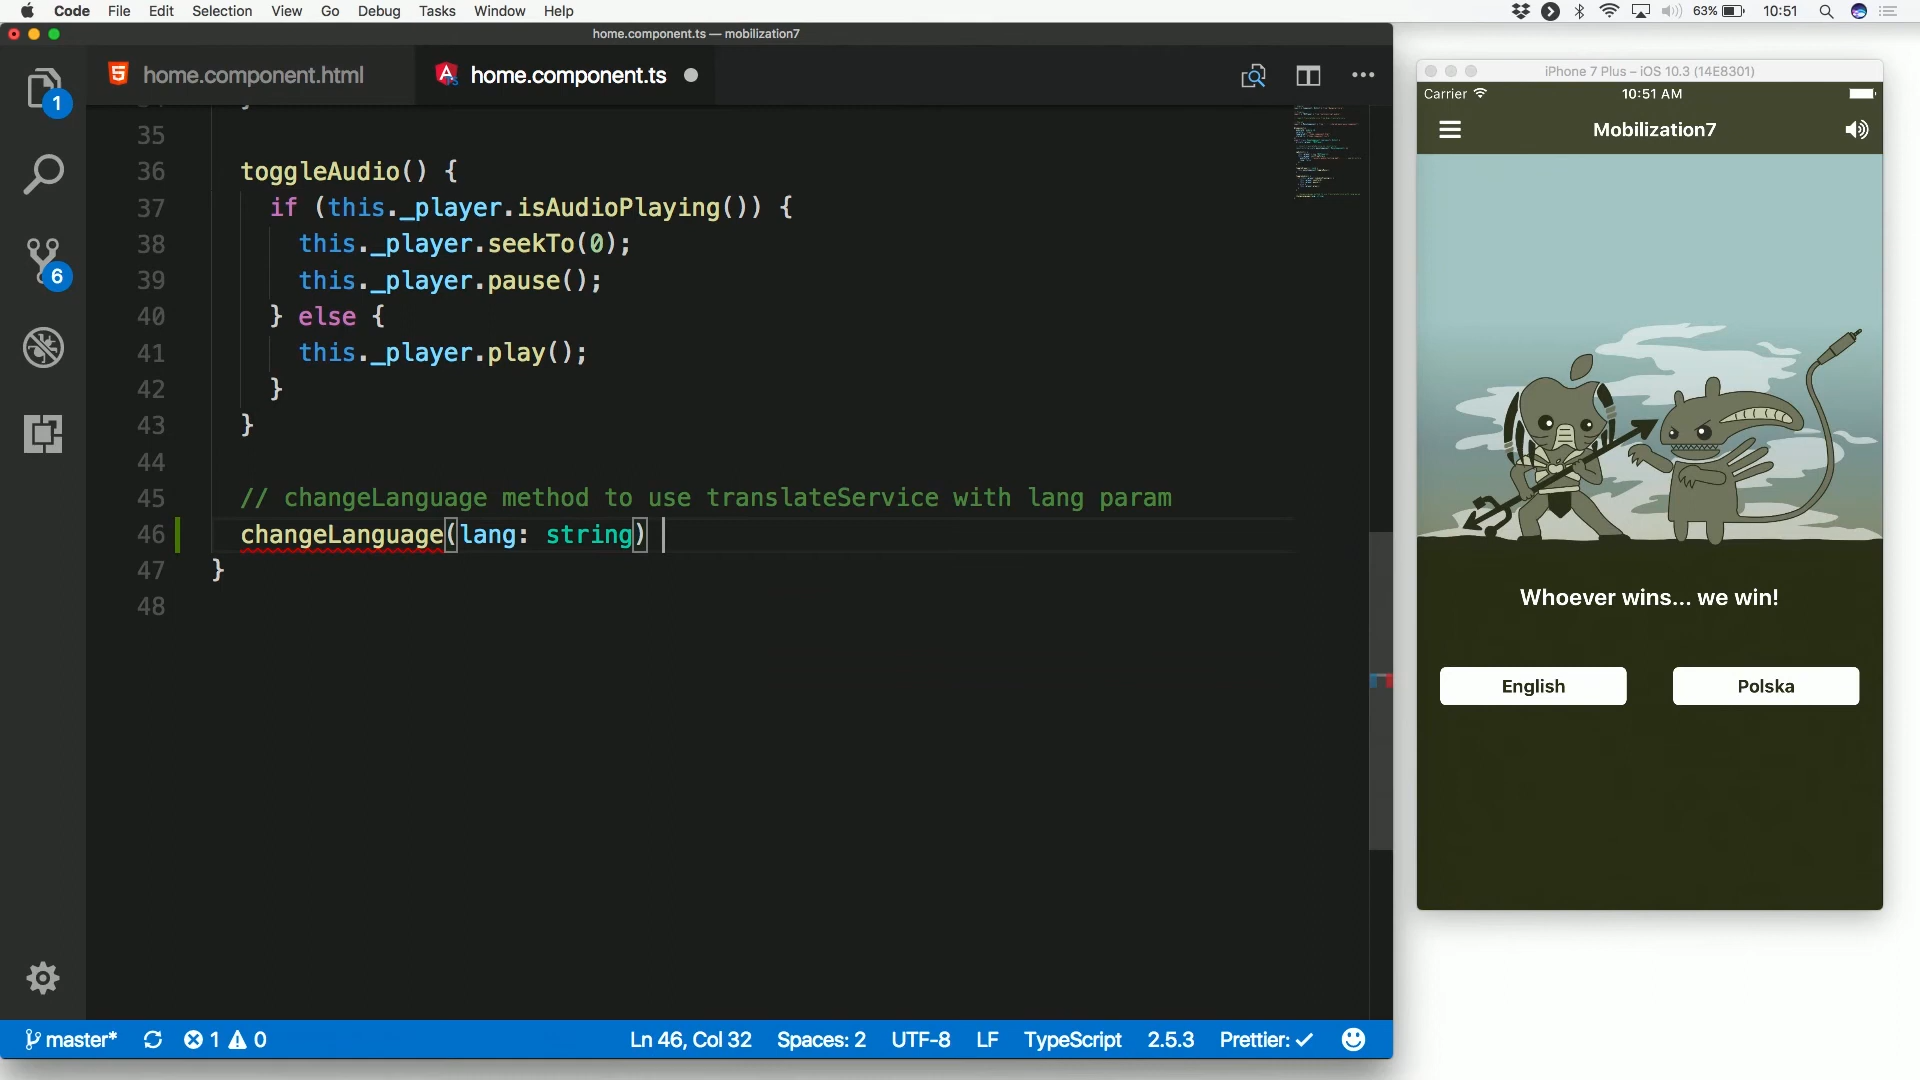 Code File Edit Selection View Go Debug Tasks Window Help 63% 10:51
home.component.ts — mobilization7
home.component.html home.component.ts
1
6
35
36 toggleAudio() {
37 if (this._player.isAudioPlaying()) {
38 this._player.seekTo(0);
39 this._player.pause();
40 } else {
41 this._player.play();
42 }
43 }
44
45 // changeLanguage method to use translateService with lang param
46 changeLanguage(lang: string)
47 }
48
master* 1 0 Ln 46, Col 32 Spaces: 2 UTF-8 LF TypeScript 2.5.3 Prettier: ✓
iPhone 7 Plus – iOS 10.3 (14E8301)
Carrier 10:51 AM
Mobilization7
Whoever wins... we win!
English Polska